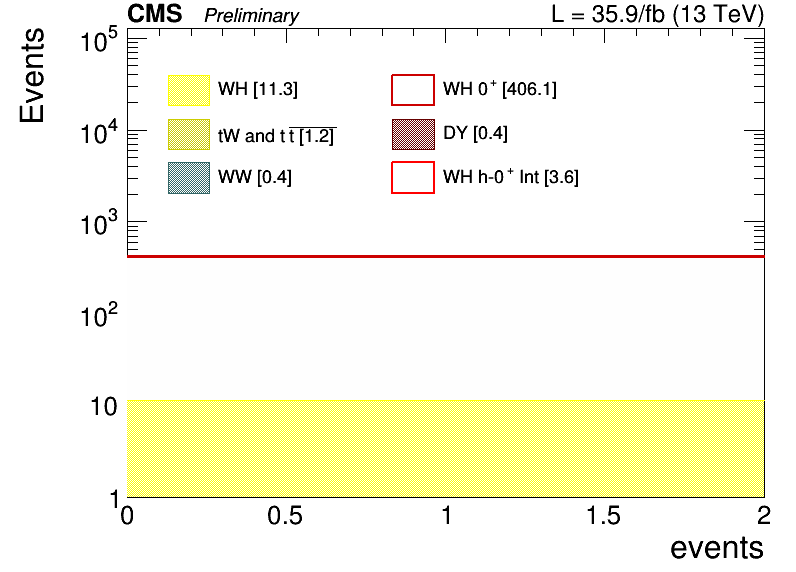 CMS Preliminary L = 35.9/fb (13 TeV)
Events
10^5
10^4
10^3
10^2
10
1
WH [11.3]
WH 0^+ [406.1]
tW and t t̅ [1.2]
DY [0.4]
WW [0.4]
WH h-0^+ Int [3.6]
0 0.5 1 1.5 2
events